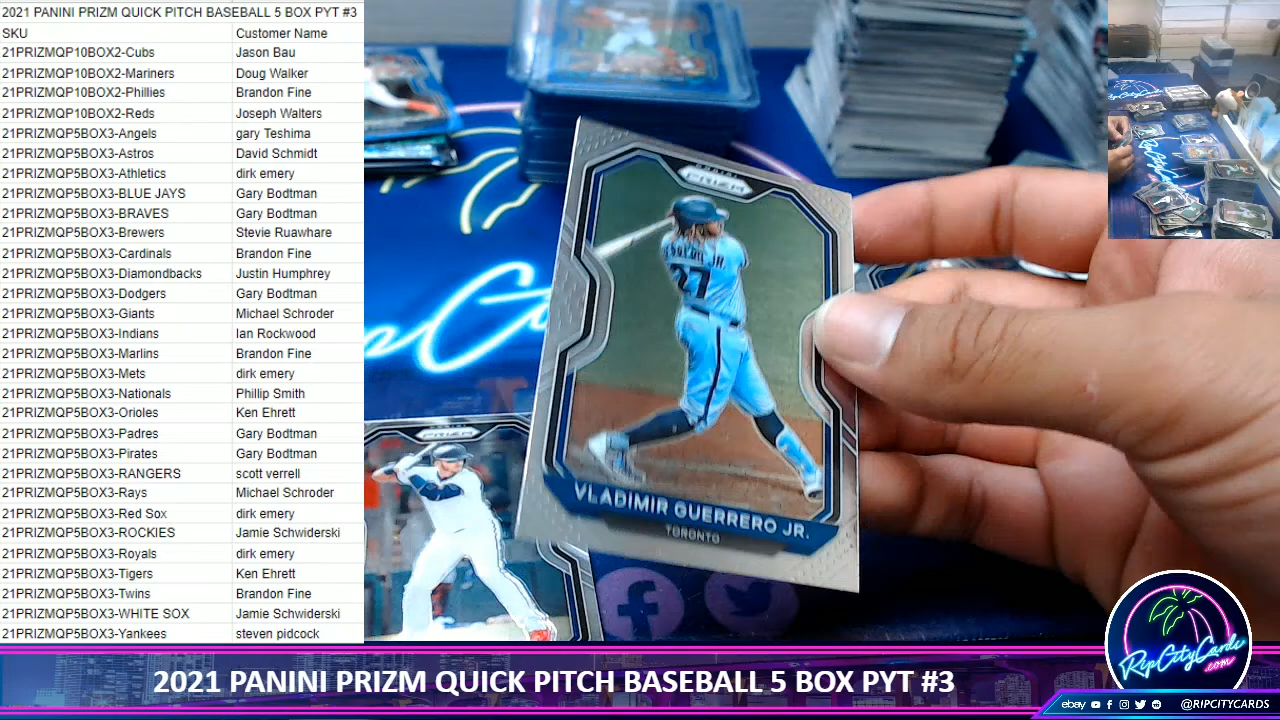 2021 PANINI PRIZM QUICK PITCH BASEBALL 5 BOX PYT #3
SKU Customer Name
21PRIZMQP10BOX2-Cubs Jason Bau
21PRIZMQP10BOX2-Mariners Doug Walker
21PRIZMQP10BOX2-Phillies Brandon Fine
21PRIZMQP10BOX2-Reds Joseph Walters
21PRIZMQP5BOX3-Angels gary Teshima
21PRIZMQP5BOX3-Astros David Schmidt
21PRIZMQP5BOX3-Athletics dirk emery
21PRIZMQP5BOX3-BLUE JAYS Gary Bodtman
21PRIZMQP5BOX3-BRAVES Gary Bodtman
21PRIZMQP5BOX3-Brewers Stevie Ruawhare
21PRIZMQP5BOX3-Cardinals Brandon Fine
21PRIZMQP5BOX3-Diamondbacks Justin Humphrey
21PRIZMQP5BOX3-Dodgers Gary Bodtman
21PRIZMQP5BOX3-Giants Michael Schroder
21PRIZMQP5BOX3-Indians Ian Rockwood
21PRIZMQP5BOX3-Marlins Brandon Fine
21PRIZMQP5BOX3-Mets dirk emery
21PRIZMQP5BOX3-Nationals Phillip Smith
21PRIZMQP5BOX3-Orioles Ken Ehrett
21PRIZMQP5BOX3-Padres Gary Bodtman
21PRIZMQP5BOX3-Pirates Gary Bodtman
21PRIZMQP5BOX3-RANGERS scott verrell
21PRIZMQP5BOX3-Rays Michael Schroder
21PRIZMQP5BOX3-Red Sox dirk emery
21PRIZMQP5BOX3-ROCKIES Jamie Schwiderski
21PRIZMQP5BOX3-Royals dirk emery
21PRIZMQP5BOX3-Tigers Ken Ehrett
21PRIZMQP5BOX3-Twins Brandon Fine
21PRIZMQP5BOX3-WHITE SOX Jamie Schwiderski
21PRIZMQP5BOX3-Yankees steven pidcock
PANINI
PRIZM
GUERRERO JR.
27
VLADIMIR GUERRERO JR.
TORONTO
PRIZM
RipCityCards
.com
2021 PANINI PRIZM QUICK PITCH BASEBALL 5 BOX PYT #3
ebay @RIPCITYCARDS